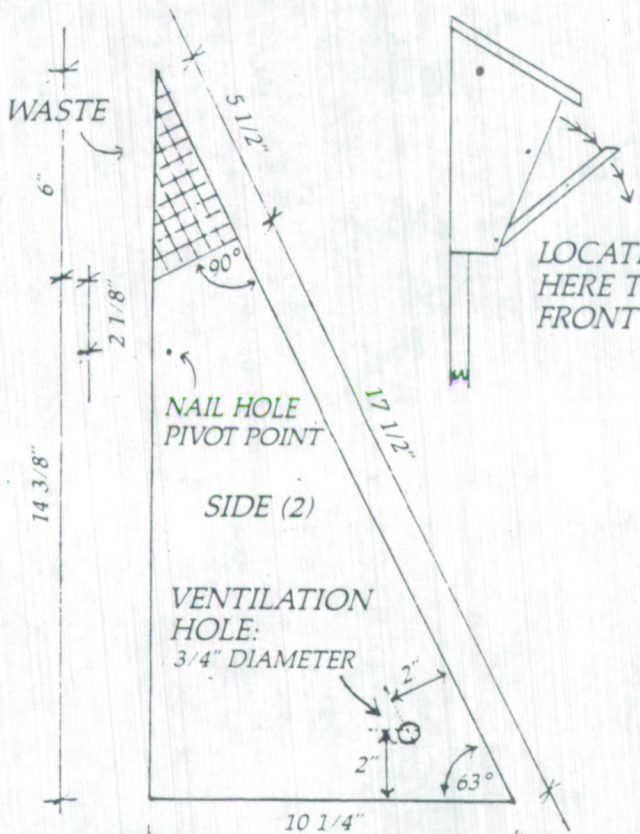 WASTE
6"
5 1/2"
90°
2 1/8"
NAIL HOLE
PIVOT POINT
17 1/2"
14 3/8"
SIDE (2)
VENTILATION
HOLE:
3/4" DIAMETER
2"
2"
63°
10 1/4"
LOCATI
HERE T
FRONT